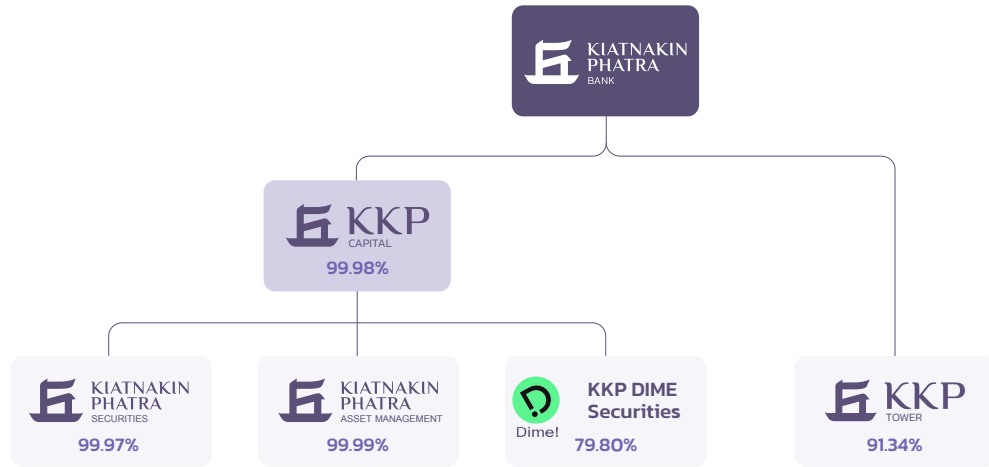 KIATNAKIN
PHATRA
BANK
KKP
CAPITAL
99.98%
KIATNAKIN
PHATRA
SECURITIES
99.97%
KIATNAKIN
PHATRA
ASSET MANAGEMENT
99.99%
Dime!
KKP DIME
Securities
79.80%
KKP
TOWER
91.34%